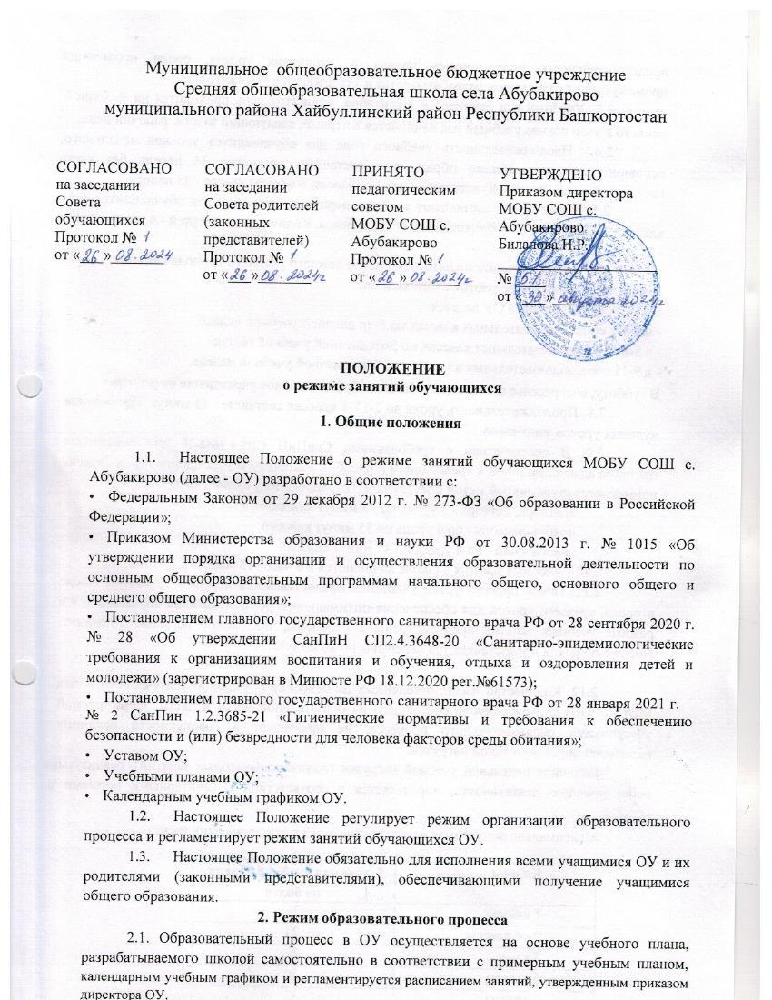 Муниципальное общеобразовательное бюджетное учреждение
Средняя общеобразовательная школа села Абубакирово
муниципального района Хайбуллинский район Республики Башкортостан
СОГЛАСОВАНО
на заседании
Совета
обучающихся
Протокол № 1
от «26» 08.2024
СОГЛАСОВАНО
на заседании
Совета родителей
(законных
представителей)
Протокол № 1
от «26» 08.2024г
ПРИНЯТО
педагогическим
советом
МОБУ СОШ с.
Абубакирово
Протокол № 1
от «26» 08.2024г
УТВЕРЖДЕНО
Приказом директора
МОБУ СОШ с.
Абубакирово
Билалова Н.Р.
№ 51
от «30» августа 2024г
ПОЛОЖЕНИЕ
о режиме занятий обучающихся
1. Общие положения
1.1. Настоящее Положение о режиме занятий обучающихся МОБУ СОШ с.
Абубакирово (далее - ОУ) разработано в соответствии с:
• Федеральным Законом от 29 декабря 2012 г. № 273-ФЗ «Об образовании в Российской
Федерации»;
• Приказом Министерства образования и науки РФ от 30.08.2013 г. № 1015 «Об
утверждении порядка организации и осуществления образовательной деятельности по
основным общеобразовательным программам начального общего, основного общего и
среднего общего образования»;
• Постановлением главного государственного санитарного врача РФ от 28 сентября 2020 г.
№ 28 «Об утверждении СанПиН СП2.4.3648-20 «Санитарно-эпидемиологические
требования к организациям воспитания и обучения, отдыха и оздоровления детей и
молодежи» (зарегистрирован в Минюсте РФ 18.12.2020 рег.№61573);
• Постановлением главного государственного санитарного врача РФ от 28 января 2021 г.
№ 2 СанПин 1.2.3685-21 «Гигиенические нормативы и требования к обеспечению
безопасности и (или) безвредности для человека факторов среды обитания»;
• Уставом ОУ;
• Учебными планами ОУ;
• Календарным учебным графиком ОУ.
1.2. Настоящее Положение регулирует режим организации образовательного
процесса и регламентирует режим занятий обучающихся ОУ.
1.3. Настоящее Положение обязательно для исполнения всеми учащимися ОУ и их
родителями (законными представителями), обеспечивающими получение учащимися
общего образования.
2. Режим образовательного процесса
2.1. Образовательный процесс в ОУ осуществляется на основе учебного плана,
разрабатываемого школой самостоятельно в соответствии с примерным учебным планом,
календарным учебным графиком и регламентируется расписанием занятий, утвержденным приказом
директора ОУ.